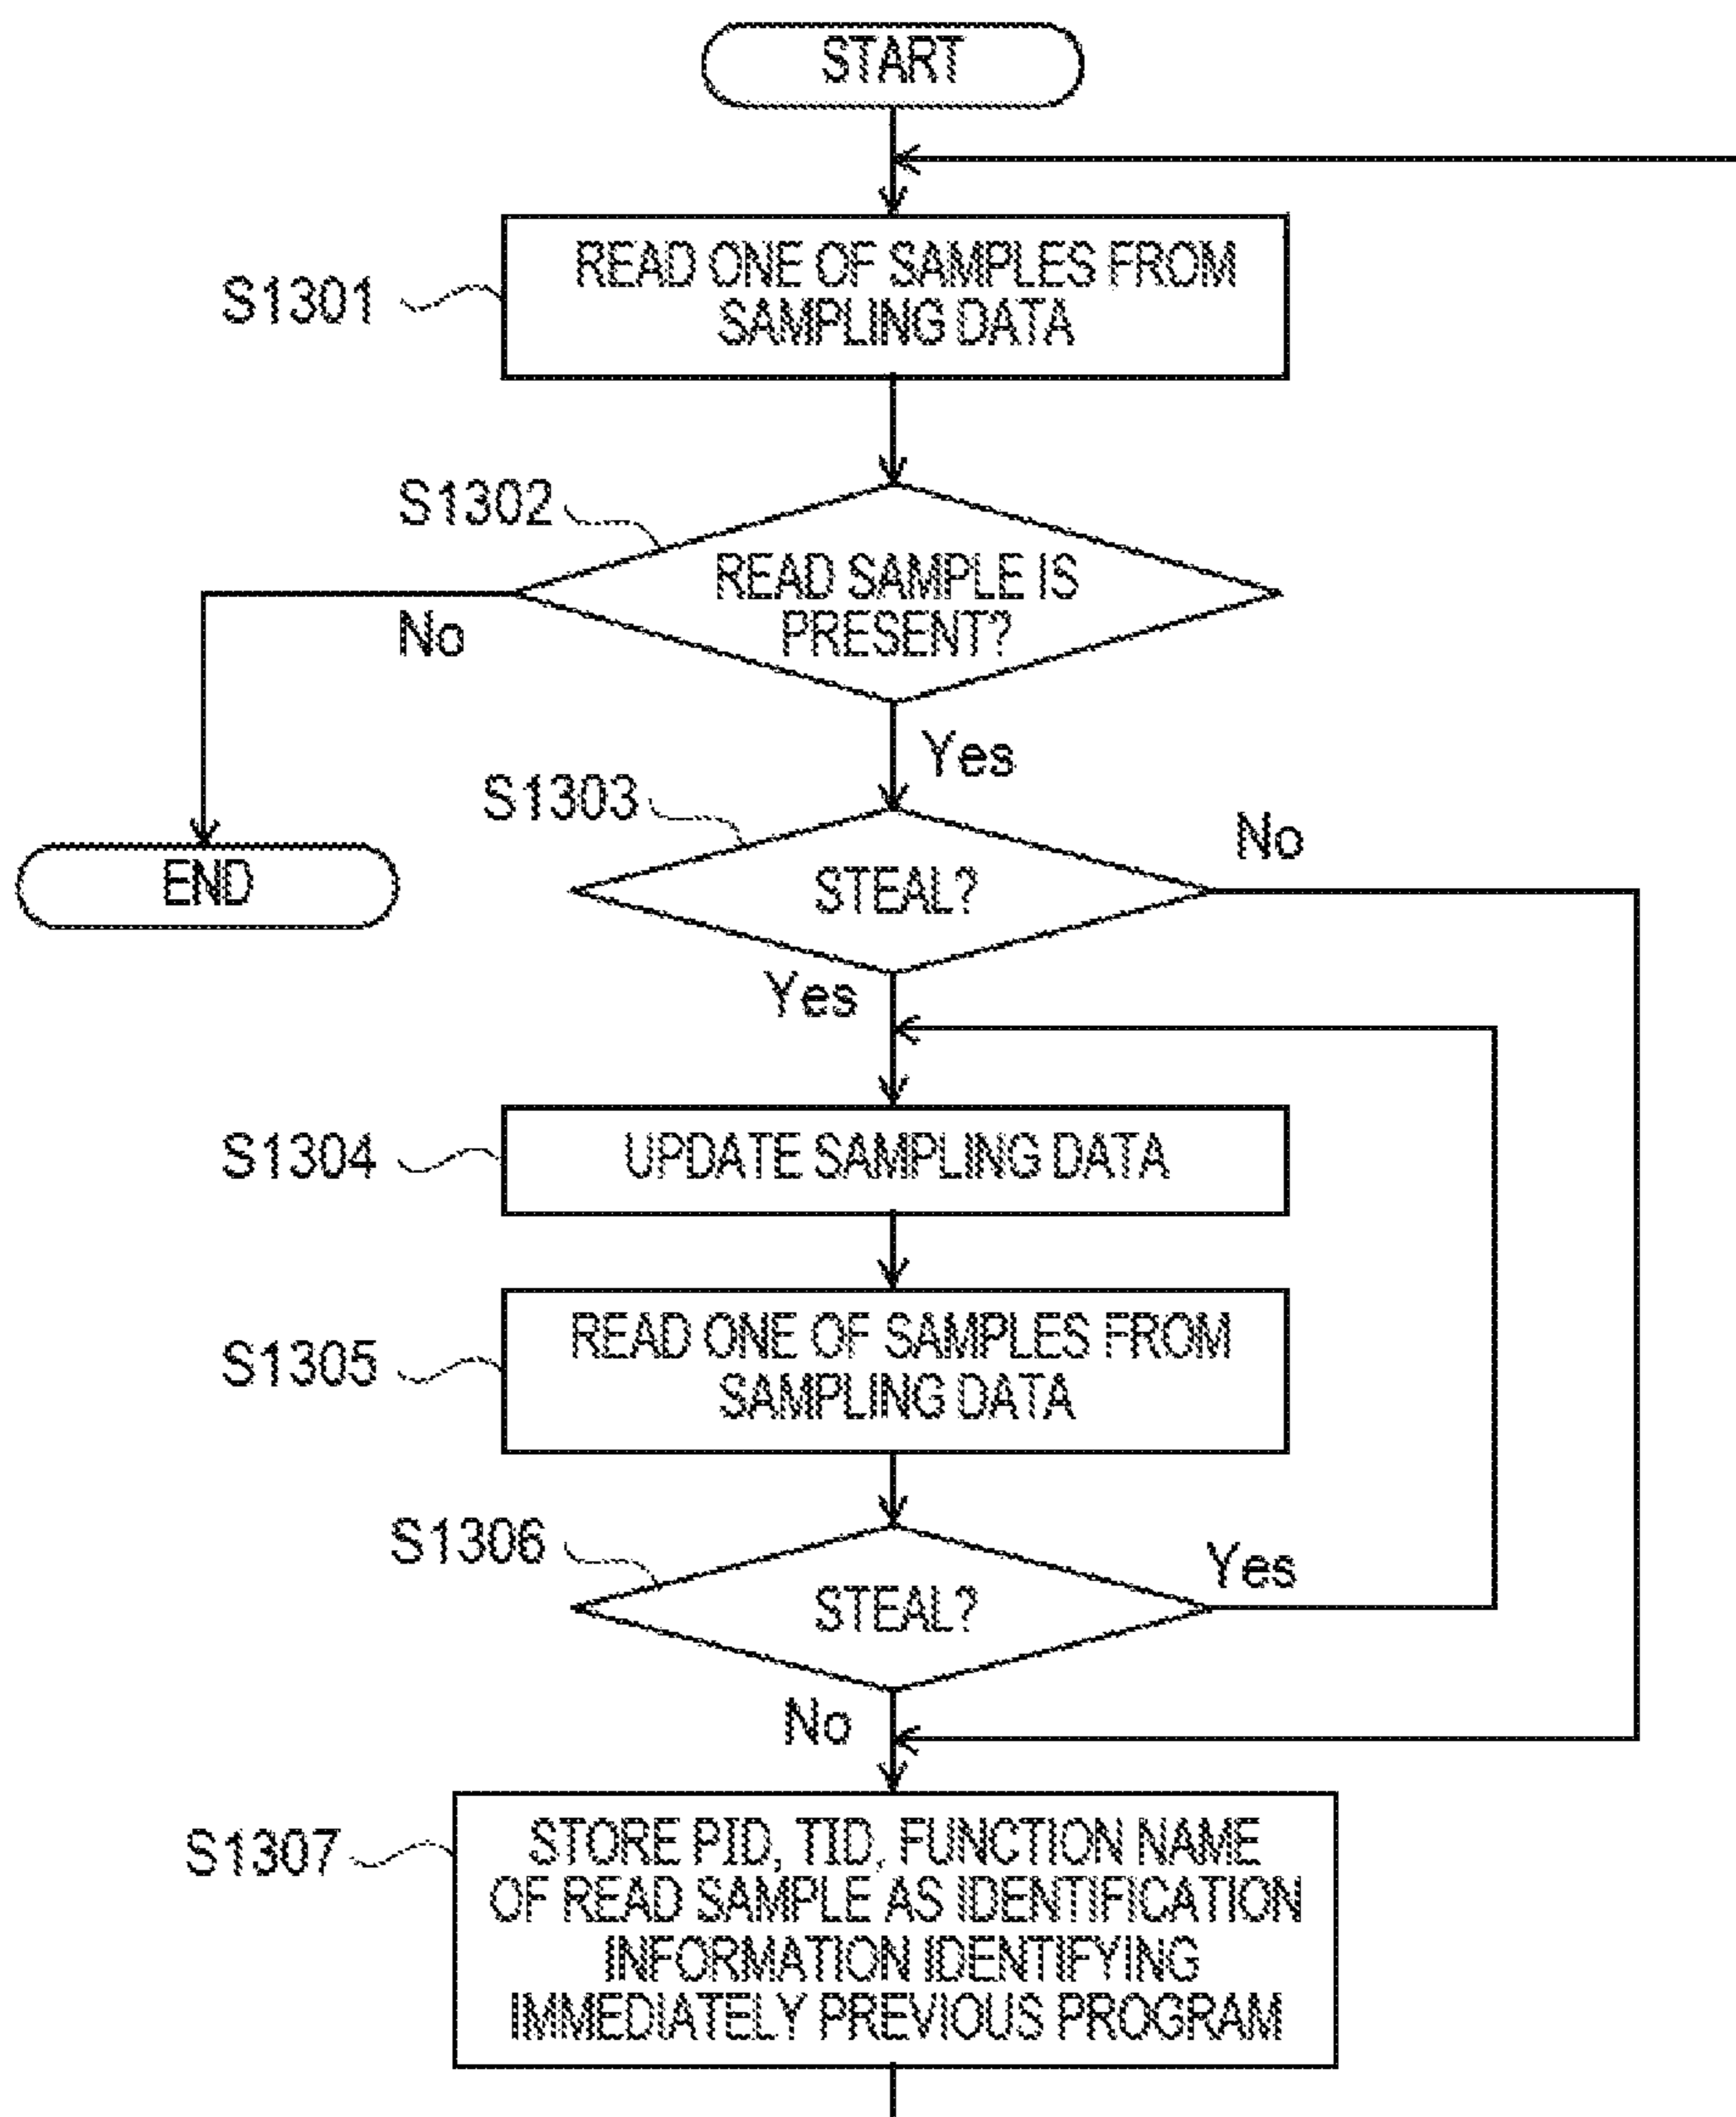 START
S1301
READ ONE OF SAMPLES FROM
SAMPLING DATA
S1302
READ SAMPLE IS
PRESENT?
No
Yes
S1303
END
STEAL?
No
Yes
S1304
UPDATE SAMPLING DATA
S1305
READ ONE OF SAMPLES FROM
SAMPLING DATA
S1306
STEAL?
Yes
No
S1307
STORE PID, TID, FUNCTION NAME
OF READ SAMPLE AS IDENTIFICATION
INFORMATION IDENTIFYING
IMMEDIATELY PREVIOUS PROGRAM